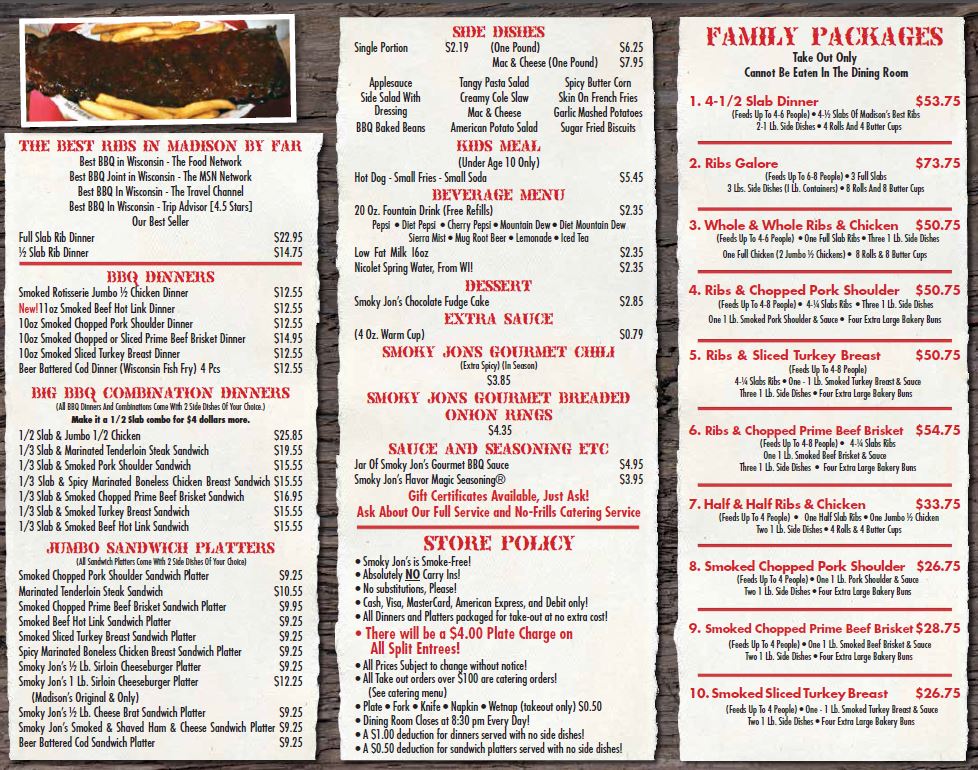 THE BEST RIBS IN MADISON BY FAR
Best BBQ in Wisconsin - The Food Network
Best BBQ Joint in Wisconsin - The MSN Network
Best BBQ In Wisconsin - The Travel Channel
Best BBQ In Wisconsin - Trip Advisor [4.5 Stars]
Our Best Seller
Full Slab Rib Dinner $22.95
½ Slab Rib Dinner $14.75
BBQ DINNERS
Smoked Rotisserie Jumbo ½ Chicken Dinner $12.55
New! 11oz Smoked Beef Hot Link Dinner $12.55
10oz Smoked Chopped Pork Shoulder Dinner $12.55
10oz Smoked Chopped or Sliced Prime Beef Brisket Dinner $14.95
10oz Smoked Sliced Turkey Breast Dinner $12.55
Beer Battered Cod Dinner (Wisconsin Fish Fry) 4 Pcs $12.55
BIG BBQ COMBINATION DINNERS
(All BBQ Dinners And Combinations Come With 2 Side Dishes Of Your Choice.)
Make it a 1/2 Slab combo for $4 dollars more.
1/2 Slab & Jumbo 1/2 Chicken $25.85
1/3 Slab & Marinated Tenderloin Steak Sandwich $19.55
1/3 Slab & Smoked Pork Shoulder Sandwich $15.55
1/3 Slab & Spicy Marinated Boneless Chicken Breast Sandwich $15.55
1/3 Slab & Smoked Chopped Prime Beef Brisket Sandwich $16.95
1/3 Slab & Smoked Turkey Breast Sandwich $15.55
1/3 Slab & Smoked Beef Hot Link Sandwich $15.55
JUMBO SANDWICH PLATTERS
(All Sandwich Platters Come With 2 Side Dishes Of Your Choice)
Smoked Chopped Pork Shoulder Sandwich Platter $9.25
Marinated Tenderloin Steak Sandwich $10.55
Smoked Chopped Prime Beef Brisket Sandwich Platter $9.95
Smoked Beef Hot Link Sandwich Platter $9.25
Smoked Sliced Turkey Breast Sandwich Platter $9.25
Spicy Marinated Boneless Chicken Breast Sandwich Platter $9.25
Smoky Jon's ½ Lb. Sirloin Cheeseburger Platter $9.25
Smoky Jon's 1 Lb. Sirloin Cheeseburger Platter $12.25
(Madison's Original & Only)
Smoky Jon's ½ Lb. Cheese Brat Sandwich Platter $9.25
Smoky Jon's Smoked & Shaved Ham & Cheese Sandwich Platter $9.25
Beer Battered Cod Sandwich Platter $9.25
SIDE DISHES
Single Portion $2.19 (One Pound) $6.25
Mac & Cheese (One Pound) $7.95
Applesauce Tangy Pasta Salad Spicy Butter Corn
Side Salad With Creamy Cole Slaw Skin On French Fries
Dressing Mac & Cheese Garlic Mashed Potatoes
BBQ Baked Beans American Potato Salad Sugar Fried Biscuits
KIDS MEAL
(Under Age 10 Only)
Hot Dog - Small Fries - Small Soda $5.45
BEVERAGE MENU
20 Oz. Fountain Drink (Free Refills) $2.35
Pepsi • Diet Pepsi • Cherry Pepsi • Mountain Dew • Diet Mountain Dew
Sierra Mist • Mug Root Beer • Lemonade • Iced Tea
Low Fat Milk 16oz $2.35
Nicolet Spring Water, From WI! $2.35
DESSERT
Smoky Jon's Chocolate Fudge Cake $2.85
EXTRA SAUCE
(4 Oz. Warm Cup) $0.79
SMOKY JONS GOURMET CHILI
(Extra Spicy) (In Season)
$3.85
SMOKY JONS GOURMET BREADED
ONION RINGS
$4.35
SAUCE AND SEASONING ETC
Jar Of Smoky Jon's Gourmet BBQ Sauce $4.95
Smoky Jon's Flavor Magic Seasoning® $3.95
Gift Certificates Available, Just Ask!
Ask About Our Full Service and No-Frills Catering Service
STORE POLICY
• Smoky Jon's is Smoke-Free!
• Absolutely NO Carry Ins!
• No substitutions, Please!
• Cash, Visa, MasterCard, American Express, and Debit only!
• All Dinners and Platters packaged for take-out at no extra cost!
• There will be a $4.00 Plate Charge on
All Split Entrees!
• All Prices Subject to change without notice!
• All Take out orders over $100 are catering orders!
(See catering menu)
• Plate • Fork • Knife • Napkin • Wetnap (takeout only) $0.50
• Dining Room Closes at 8:30 pm Every Day!
• A $1.00 deduction for dinners served with no side dishes!
• A $0.50 deduction for sandwich platters served with no side dishes!
FAMILY PACKAGES
Take Out Only
Cannot Be Eaten In The Dining Room
1. 4-1/2 Slab Dinner $53.75
(Feeds Up To 4-6 People) • 4-½ Slabs Of Madison's Best Ribs
2-1 Lb. Side Dishes • 4 Rolls And 4 Butter Cups
2. Ribs Galore $73.75
(Feeds Up To 6-8 People) • 3 Full Slabs
3 Lbs. Side Dishes (1 Lb. Containers) • 8 Rolls And 8 Butter Cups
3. Whole & Whole Ribs & Chicken $50.75
(Feeds Up To 4-6 People) • One Full Slab Ribs • Three 1 Lb. Side Dishes
One Full Chicken (2 Jumbo ½ Chickens) • 8 Rolls & 8 Butter Cups
4. Ribs & Chopped Pork Shoulder $50.75
(Feeds Up To 4-8 People) • 4-¼ Slabs Ribs • Three 1 Lb. Side Dishes
One 1 Lb. Smoked Pork Shoulder & Sauce • Four Extra Large Bakery Buns
5. Ribs & Sliced Turkey Breast $50.75
(Feeds Up To 4-8 People)
4-¼ Slabs Ribs • One - 1 Lb. Smoked Turkey Breast & Sauce
Three 1 Lb. Side Dishes • Four Extra Large Bakery Buns
6. Ribs & Chopped Prime Beef Brisket $54.75
(Feeds Up To 4-8 People) • 4-¼ Slabs Ribs
One 1 Lb. Smoked Beef Brisket & Sauce
Three 1 Lb. Side Dishes • Four Extra Large Bakery Buns
7. Half & Half Ribs & Chicken $33.75
(Feeds Up To 4 People) • One Half Slab Ribs • One Jumbo ½ Chicken
Two 1 Lb. Side Dishes • 4 Rolls & 4 Butter Cups
8. Smoked Chopped Pork Shoulder $26.75
(Feeds Up To 4 People) • One 1 Lb. Pork Shoulder & Sauce
Two 1 Lb. Side Dishes • Four Extra Large Bakery Buns
9. Smoked Chopped Prime Beef Brisket $28.75
(Feeds Up To 4 People) • One 1 Lb. Smoked Beef Brisket & Sauce
Two 1 Lb. Side Dishes • Four Extra Large Bakery Buns
10. Smoked Sliced Turkey Breast $26.75
(Feeds Up To 4 People) • One - 1 Lb. Smoked Turkey Breast & Sauce
Two 1 Lb. Side Dishes • Four Extra Large Bakery Buns